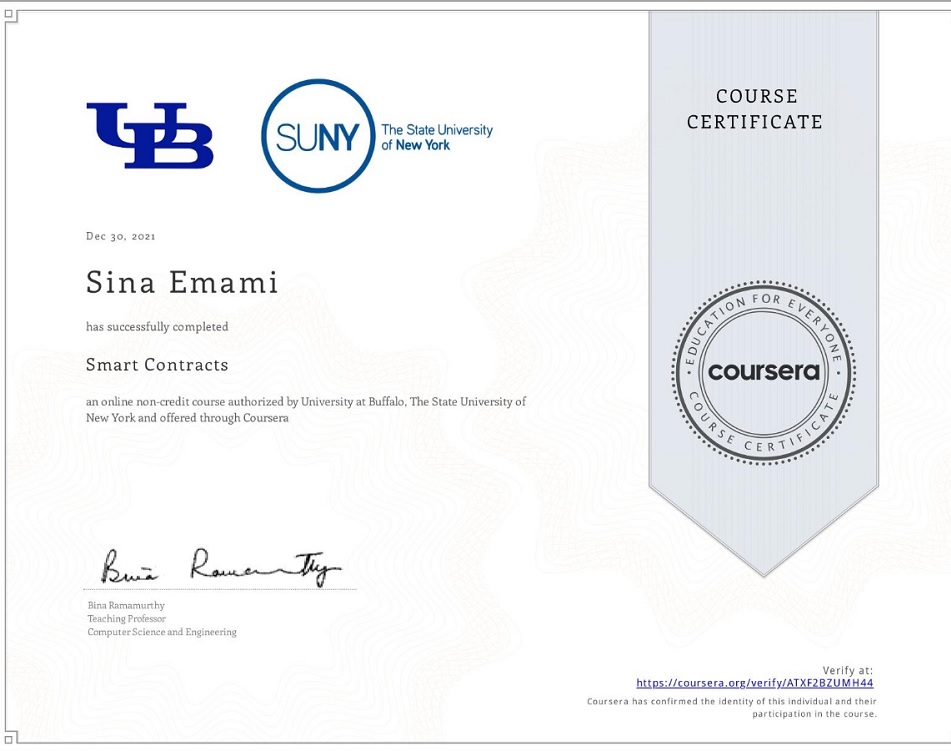 UB
SUNY
The State University
of New York
COURSE
CERTIFICATE
Dec 30, 2021
Sina Emami
has successfully completed
Smart Contracts
an online non-credit course authorized by University at Buffalo, The State University of
New York and offered through Coursera
EDUCATION FOR EVERYONE
coursera
COURSE CERTIFICATE
Bina Ramamurthy
Bina Ramamurthy
Teaching Professor
Computer Science and Engineering
Verify at:
https://coursera.org/verify/ATXF2BZUMH44
Coursera has confirmed the identity of this individual and their
participation in the course.